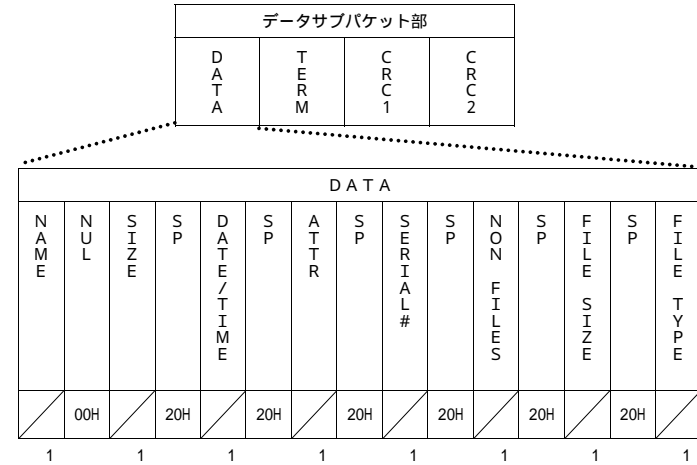 データサブパケット部
DATA TERM CRC1 CRC2
DATA
NAME NUL SIZE SP DATE/TIME SP ATTR SP SERIAL# SP NON FILES SP FILE SIZE SP FILE TYPE
00H 20H 20H 20H 20H 20H 20H
1 1 1 1 1 1 1 1